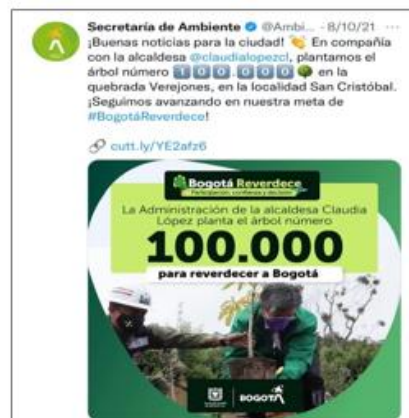 Secretaría de Ambiente @Ambi... · 8/10/21 ···
¡Buenas noticias para la ciudad! 👏 En compañía
con la alcaldesa @claudialopezcl, plantamos el
árbol número 1️⃣0️⃣0️⃣.0️⃣0️⃣0️⃣🌳 en la
quebrada Verejones, en la localidad San Cristóbal.
¡Seguimos avanzando en nuestra meta de
#BogotáReverdece!
🔗 cutt.ly/YE2afz6
Bogotá Reverdece
Participación, confianza y decisión
La Administración de la alcaldesa Claudia
López planta el árbol número
100.000
para reverdecer a Bogotá
BOGOTÁ